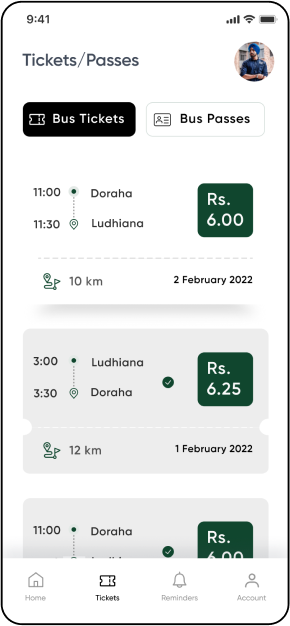 9:41
Tickets/Passes
Bus Tickets
Bus Passes
11:00 Doraha
Rs.
6.00
11:30 Ludhiana
10 km
2 February 2022
3:00 Ludhiana
Rs.
6.25
3:30 Doraha
12 km
1 February 2022
11:00 Doraha
Rs.
6.00
Home
Tickets
Reminders
Account